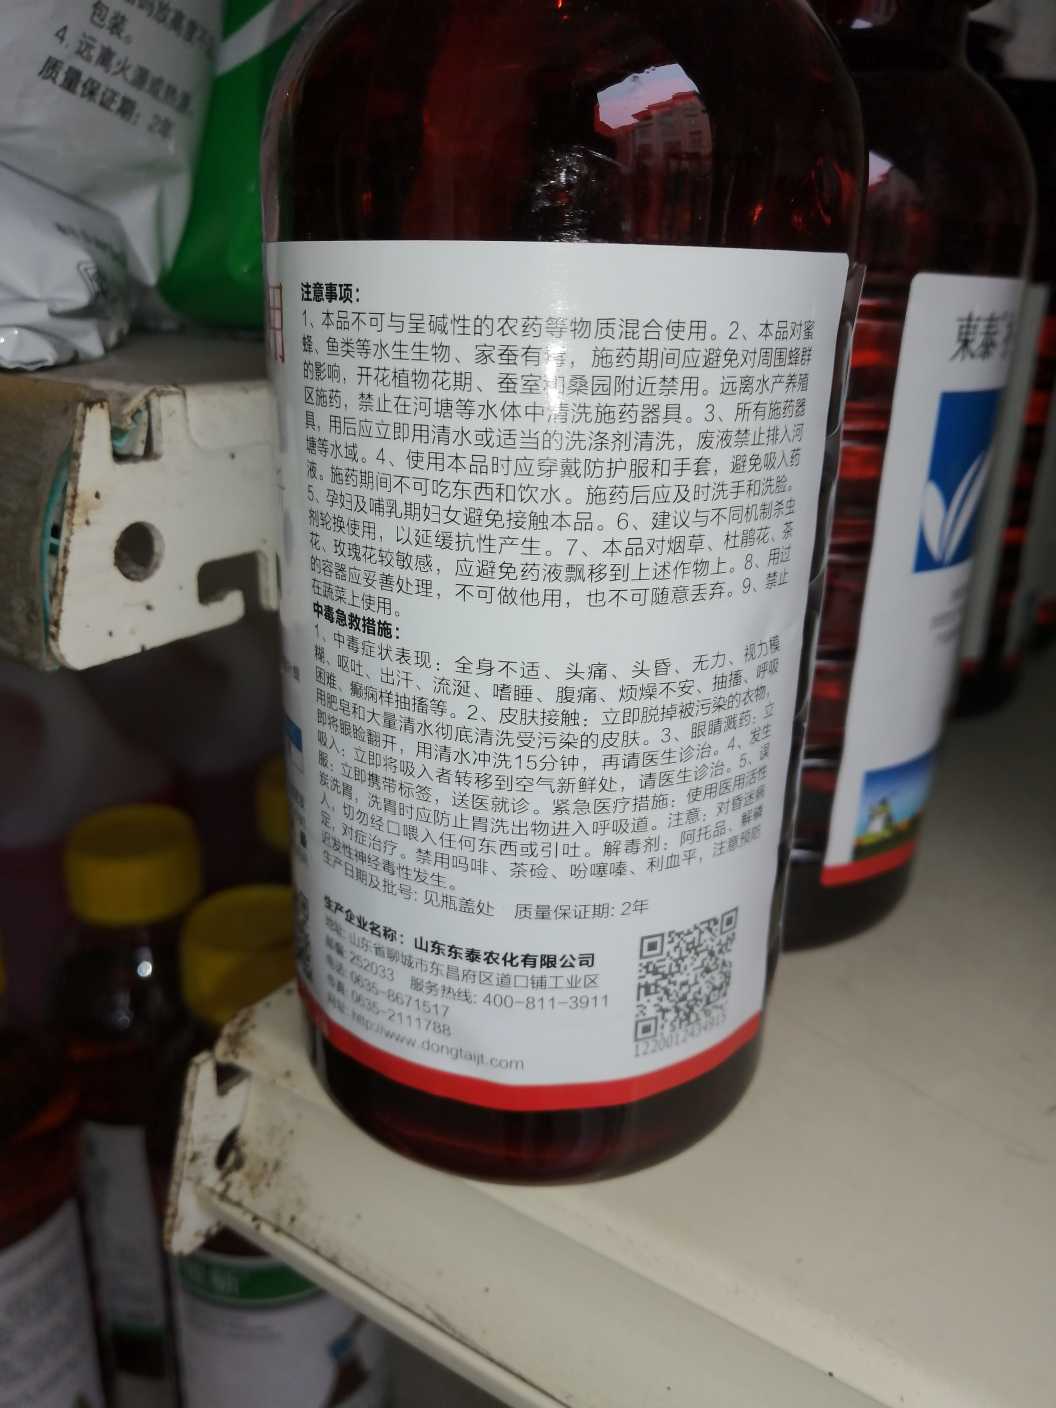 包装。
4.远离火源或热源。
质量保证期：2年
注意事项：
1、本品不可与呈碱性的农药等物质混合使用。2、本品对蜜
蜂、鱼类等水生生物、家蚕有毒，施药期间应避免对周围蜂群
的影响，开花植物花期、蚕室和桑园附近禁用。远离水产养殖
区施药，禁止在河塘等水体中清洗施药器具。3、所有施药器
具，用后应立即用清水或适当的洗涤剂清洗，废液禁止排入河
塘等水域。4、使用本品时应穿戴防护服和手套，避免吸入药
液。施药期间不可吃东西和饮水。施药后应及时洗手和洗脸。
5、孕妇及哺乳期妇女避免接触本品。6、建议与不同机制杀虫
剂轮换使用，以延缓抗性产生。7、本品对烟草、杜鹃花、茶
花、玫瑰花较敏感，应避免药液飘移到上述作物上。8、用过
的容器应妥善处理，不可做他用，也不可随意丢弃。9、禁止
在蔬菜上使用。
中毒急救措施：
1、中毒症状表现：全身不适、头痛、头昏、无力、视力模
糊、呕吐、出汗、流涎、嗜睡、腹痛、烦燥不安、抽搐、呼吸
困难、癫痫样抽搐等。2、皮肤接触：立即脱掉被污染的衣物，
用肥皂和大量清水彻底清洗受污染的皮肤。3、眼睛溅药：立
即将眼睑翻开，用清水冲洗15分钟，再请医生诊治。4、发生
吸入：立即将吸入者转移到空气新鲜处，请医生诊治。5、误
服：立即携带标签，送医就诊。紧急医疗措施：使用医用活性
炭洗胃，洗胃时应防止胃洗出物进入呼吸道。注意：对昏迷病
人，切勿经口喂入任何东西或引吐。解毒剂：阿托品、解磷
定，对症治疗。禁用吗啡、茶硷、吩噻嗪、利血平，注意预防
迟发性神经毒性发生。
生产日期及批号：见瓶盖处 质量保证期：2年
生产企业名称：山东东泰农化有限公司
地址：山东省聊城市东昌府区道口铺工业区
邮编：252033 服务热线：400-811-3911
电话：0635-8671517
传真：0635-2111788
网址：http://www.dongtaijt.com
1220012434915
東泰